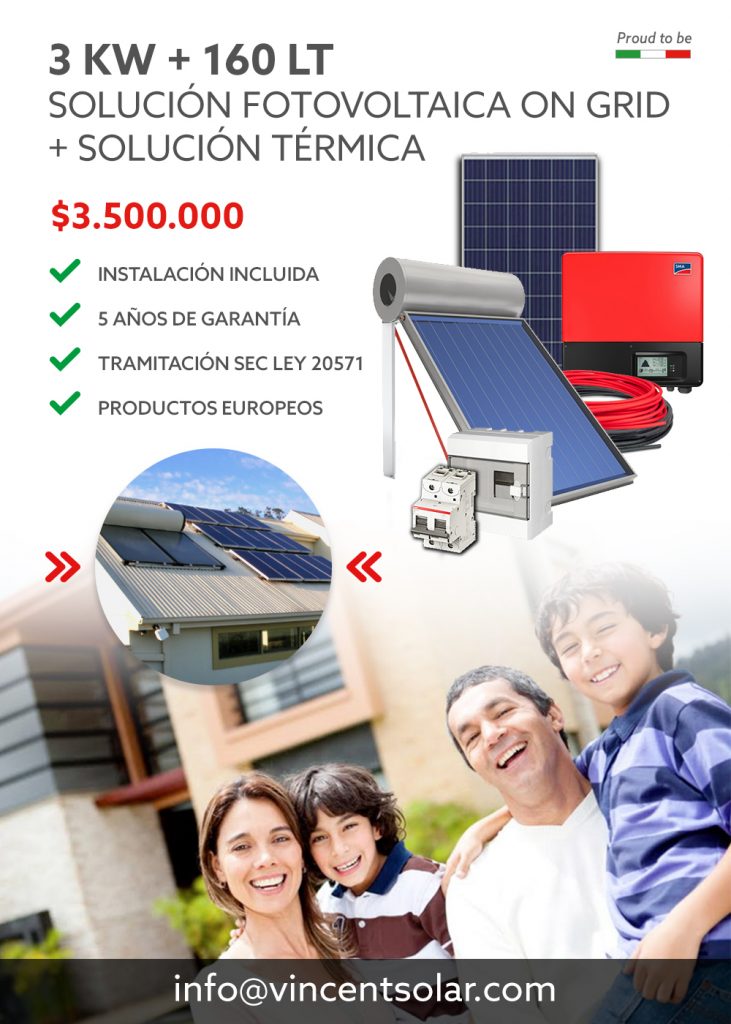 3 KW + 160 LT
SOLUCIÓN FOTOVOLTAICA ON GRID
+ SOLUCIÓN TÉRMICA
Proud to be
$3.500.000
INSTALACIÓN INCLUIDA
5 AÑOS DE GARANTÍA
TRAMITACIÓN SEC LEY 20571
PRODUCTOS EUROPEOS
SMA
info@vincentsolar.com